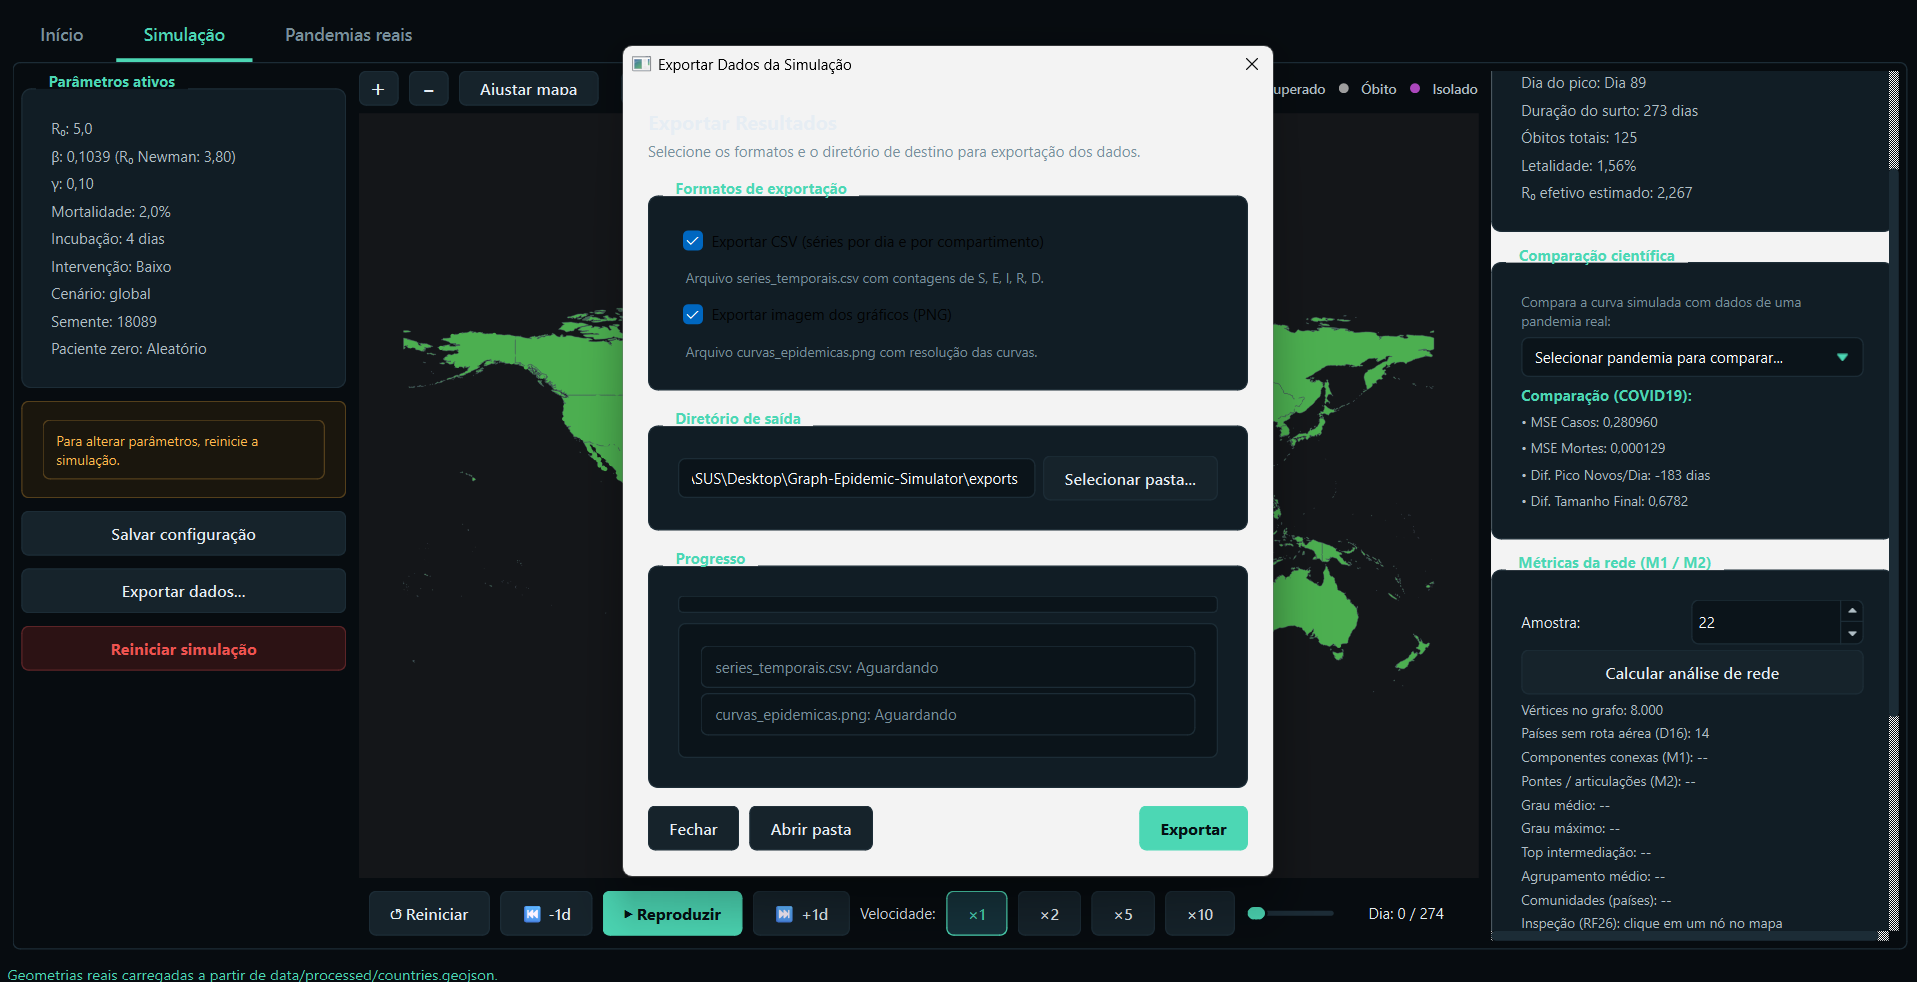 Início
Simulação
Pandemias reais
Parâmetros ativos
R₀: 5,0
β: 0,1039 (R₀ Newman: 3,80)
γ: 0,10
Mortalidade: 2,0%
Incubação: 4 dias
Intervenção: Baixo
Cenário: global
Semente: 18089
Paciente zero: Aleatório
Para alterar parâmetros, reinicie a
simulação.
Salvar configuração
Exportar dados...
Reiniciar simulação
+
–
Ajustar mapa
uperado
Óbito
Isolado
Exportar Dados da Simulação
Exportar Resultados
Selecione os formatos e o diretório de destino para exportação dos dados.
Formatos de exportação
Exportar CSV (séries por dia e por compartimento)
Arquivo series_temporais.csv com contagens de S, E, I, R, D.
Exportar imagem dos gráficos (PNG)
Arquivo curvas_epidemicas.png com resolução das curvas.
Diretório de saída
\SUS\Desktop\Graph-Epidemic-Simulator\exports
Selecionar pasta...
Progresso
series_temporais.csv: Aguardando
curvas_epidemicas.png: Aguardando
Fechar
Abrir pasta
Exportar
Reiniciar
-1d
Reproduzir
+1d
Velocidade:
×1
×2
×5
×10
Dia: 0 / 274
Dia do pico: Dia 89
Duração do surto: 273 dias
Óbitos totais: 125
Letalidade: 1,56%
R₀ efetivo estimado: 2,267
Comparação científica
Compara a curva simulada com dados de uma
pandemia real:
Selecionar pandemia para comparar...
Comparação (COVID19):
• MSE Casos: 0,280960
• MSE Mortes: 0,000129
• Dif. Pico Novos/Dia: -183 dias
• Dif. Tamanho Final: 0,6782
Métricas da rede (M1 / M2)
Amostra:
22
Calcular análise de rede
Vértices no grafo: 8.000
Países sem rota aérea (D16): 14
Componentes conexas (M1): --
Pontes / articulações (M2): --
Grau médio: --
Grau máximo: --
Top intermediação: --
Agrupamento médio: --
Comunidades (países): --
Inspeção (RF26): clique em um nó no mapa
Geometrias reais carregadas a partir de data/processed/countries.geojson.